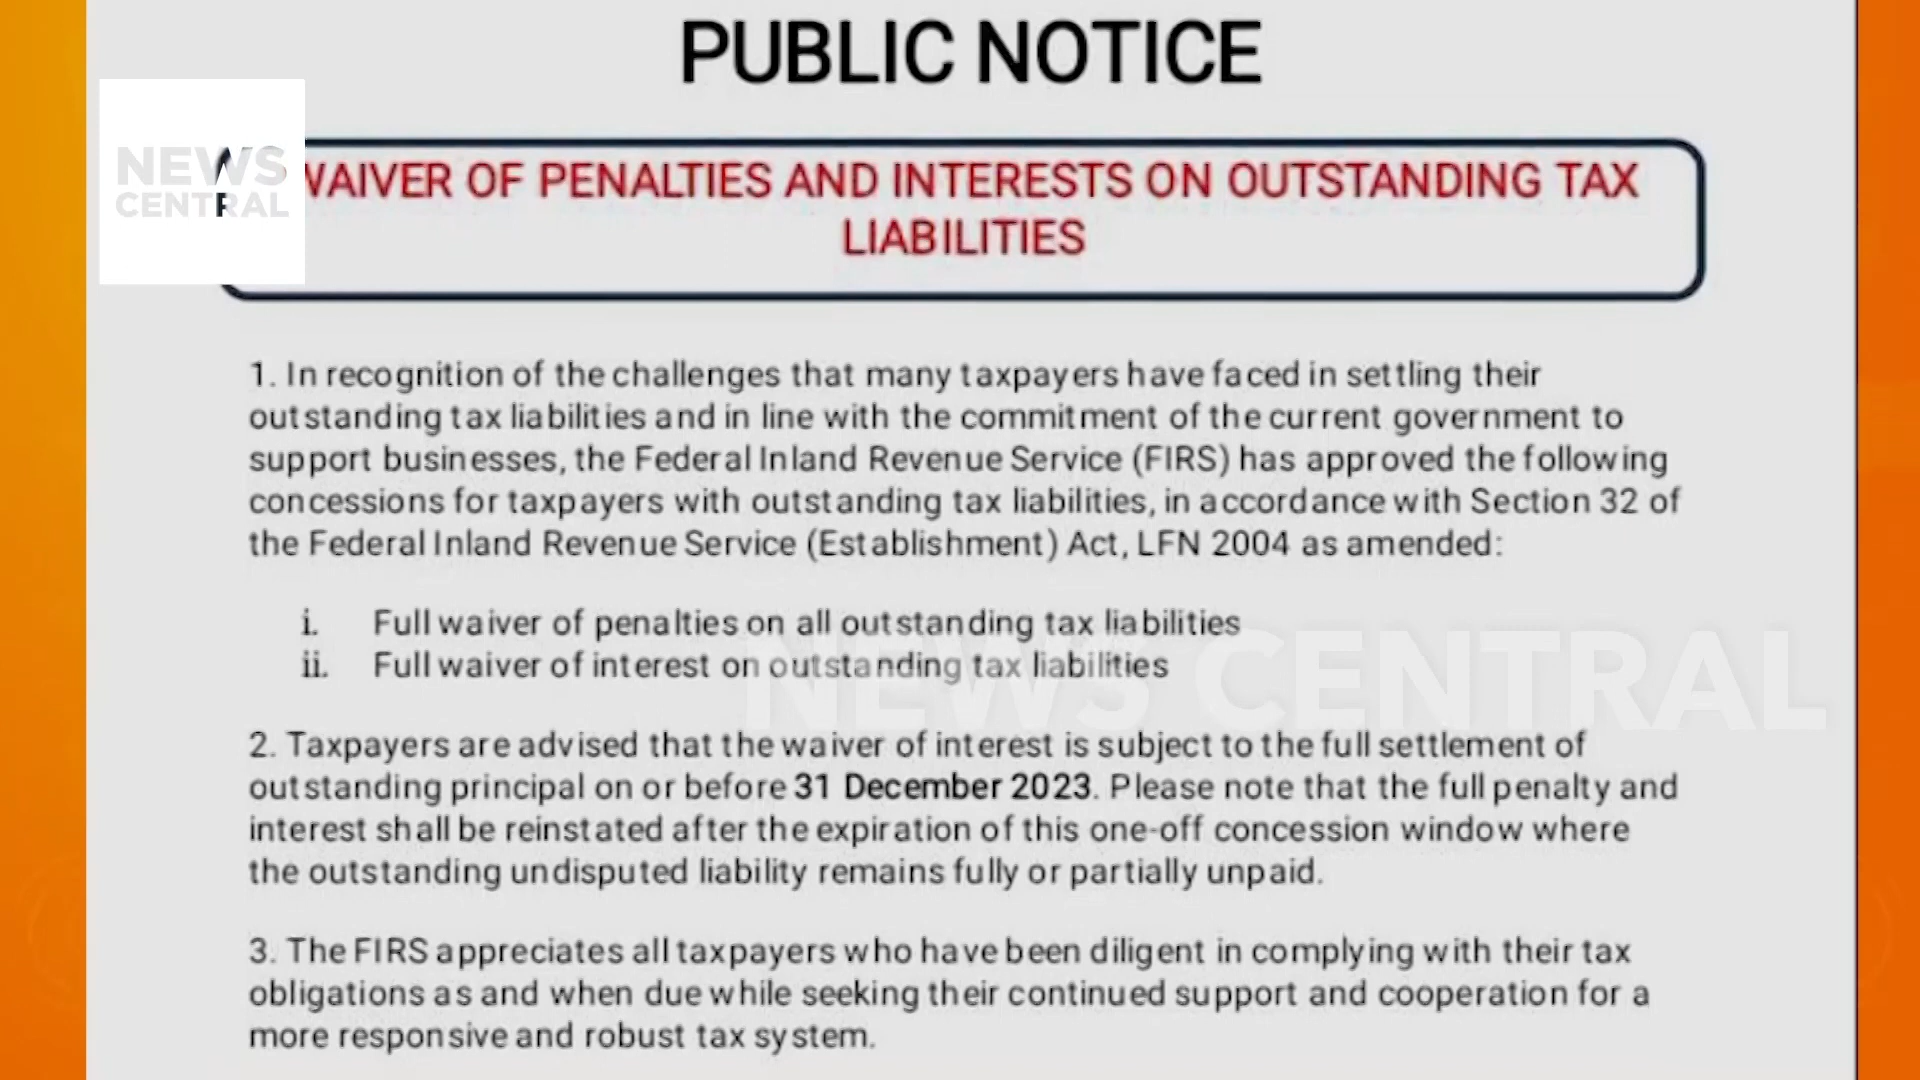 PUBLIC NOTICE
NEWS
CENTRAL
WAIVER OF PENALTIES AND INTERESTS ON OUTSTANDING TAX
LIABILITIES
1. In recognition of the challenges that many taxpayers have faced in settling their
outstanding tax liabilities and in line with the commitment of the current government to
support businesses, the Federal Inland Revenue Service (FIRS) has approved the following
concessions for taxpayers with outstanding tax liabilities, in accordance with Section 32 of
the Federal Inland Revenue Service (Establishment) Act, LFN 2004 as amended:
i. Full waiver of penalties on all outstanding tax liabilities
ii. Full waiver of interest on outstanding tax liabilities
NEWS CENTRAL
2. Taxpayers are advised that the waiver of interest is subject to the full settlement of
outstanding principal on or before 31 December 2023. Please note that the full penalty and
interest shall be reinstated after the expiration of this one-off concession window where
the outstanding undisputed liability remains fully or partially unpaid.
3. The FIRS appreciates all taxpayers who have been diligent in complying with their tax
obligations as and when due while seeking their continued support and cooperation for a
more responsive and robust tax system.